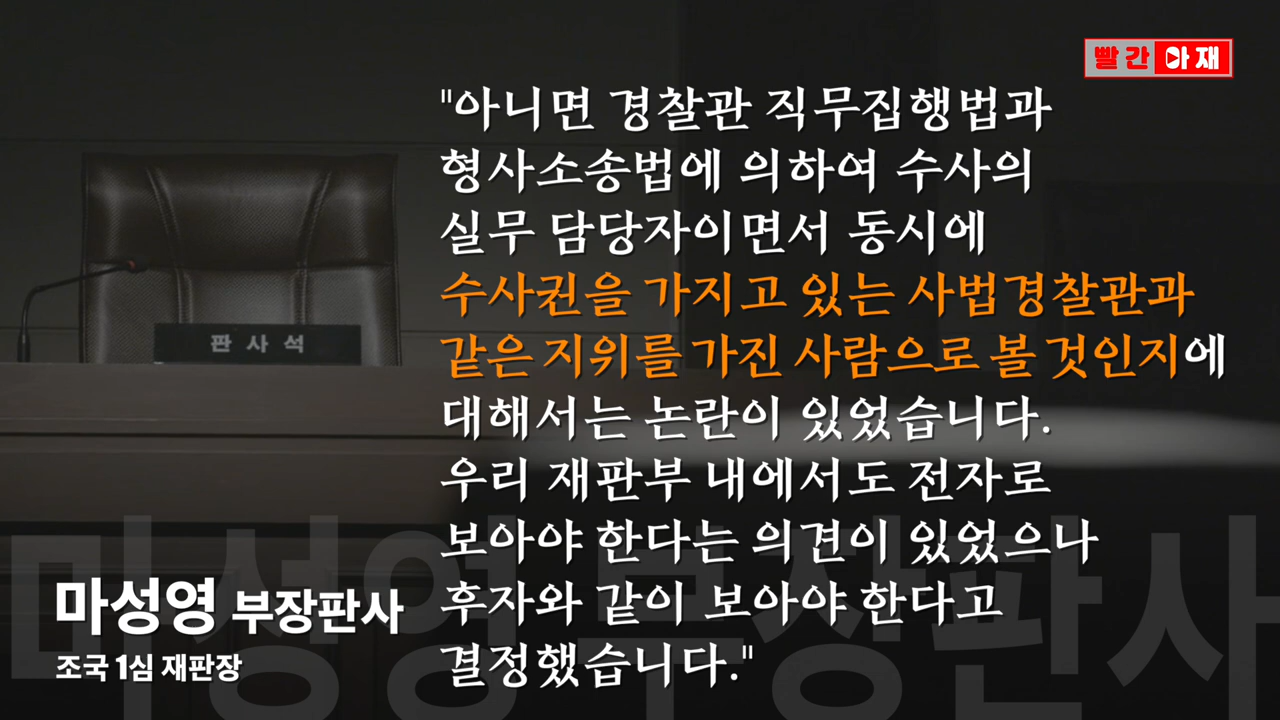 빨간아재
"아니면 경찰관 직무집행법과
형사소송법에 의하여 수사의
실무 담당자이면서 동시에
수사권을 가지고 있는 사법경찰관과
같은 지위를 가진 사람으로 볼 것인지에
대해서는 논란이 있었습니다.
우리 재판부 내에서도 전자로
보아야 한다는 의견이 있었으나
후자와 같이 보아야 한다고
결정했습니다."
판사석
마성영 부장판사
조국 1심 재판장
마성영 부장판사